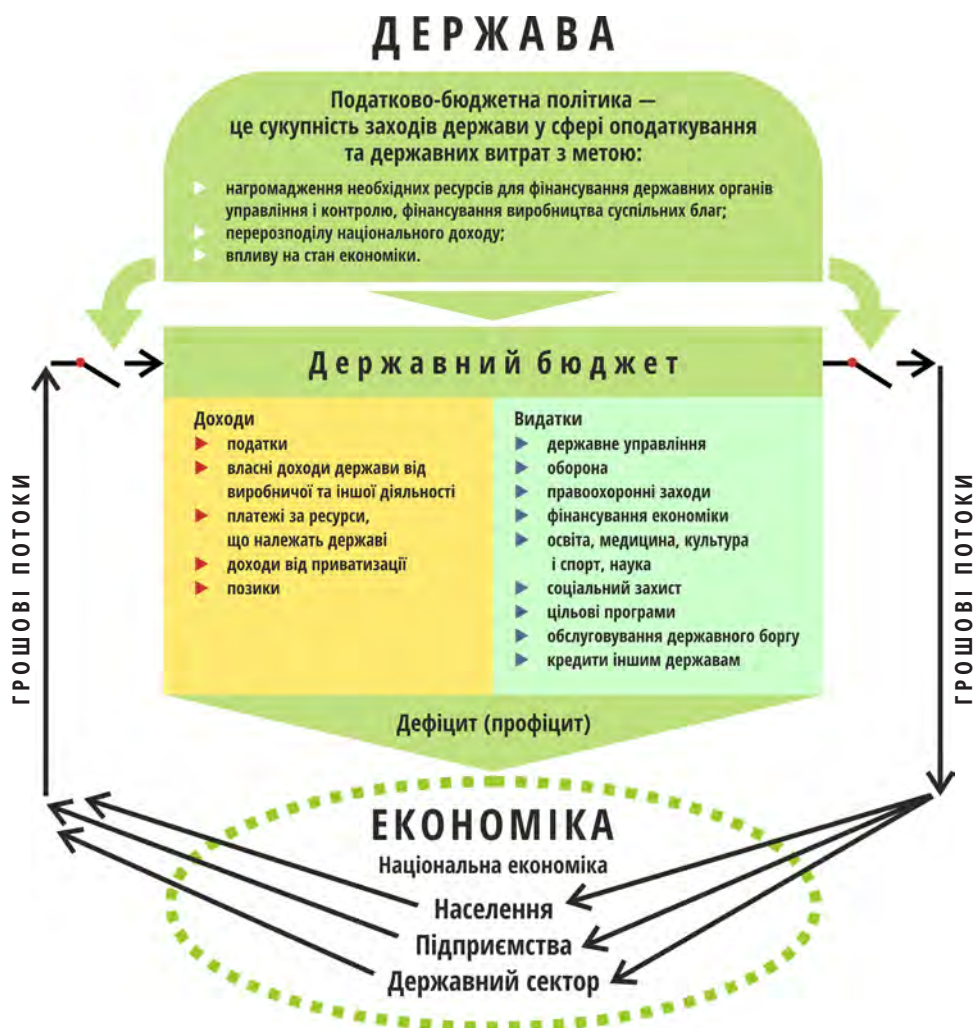 ДЕРЖАВА
Податково-бюджетна політика —
це сукупність заходів держави у сфері оподаткування
та державних витрат з метою:
нагромадження необхідних ресурсів для фінансування державних органів
управління і контролю, фінансування виробництва суспільних благ;
перерозподілу національного доходу;
впливу на стан економіки.
Державний бюджет
Доходи
податки
власні доходи держави від
виробничої та іншої діяльності
платежі за ресурси,
що належать державі
доходи від приватизації
позики
Видатки
державне управління
оборона
правоохоронні заходи
фінансування економіки
освіта, медицина, культура
і спорт, наука
соціальний захист
цільові програми
обслуговування державного боргу
кредити іншим державам
ГРОШОВІ ПОТОКИ
ГРОШОВІ ПОТОКИ
Дефіцит (профіцит)
ЕКОНОМІКА
Національна економіка
Населення
Підприємства
Державний сектор